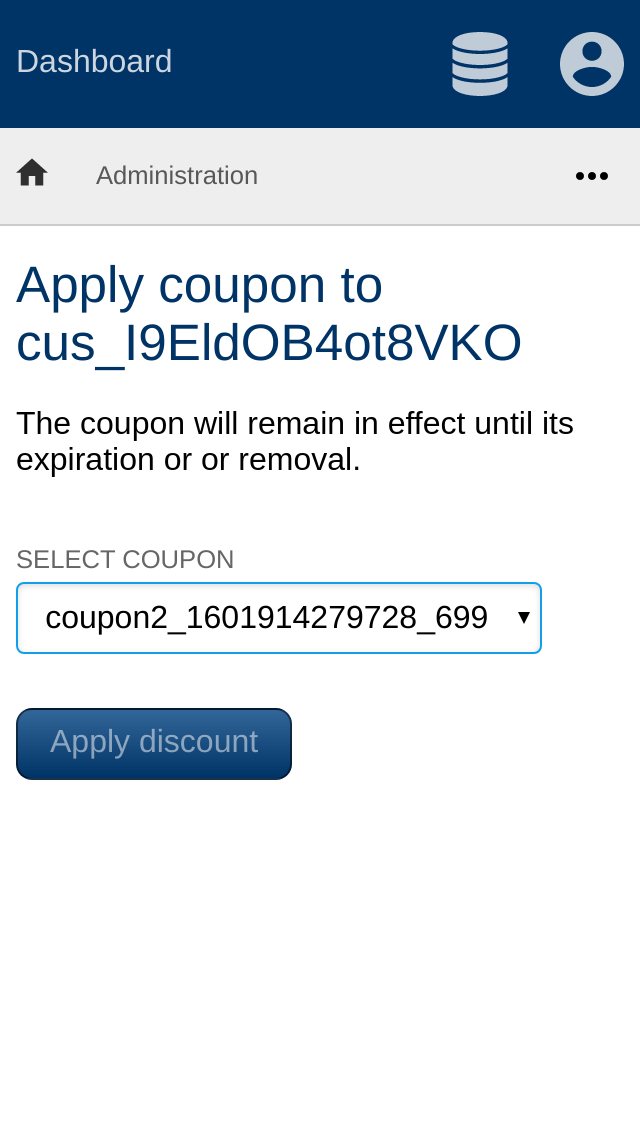 Dashboard
Administration
Apply coupon to
cus_I9EldOB4ot8VKO
The coupon will remain in effect until its
expiration or or removal.
SELECT COUPON
coupon2_1601914279728_699
Apply discount